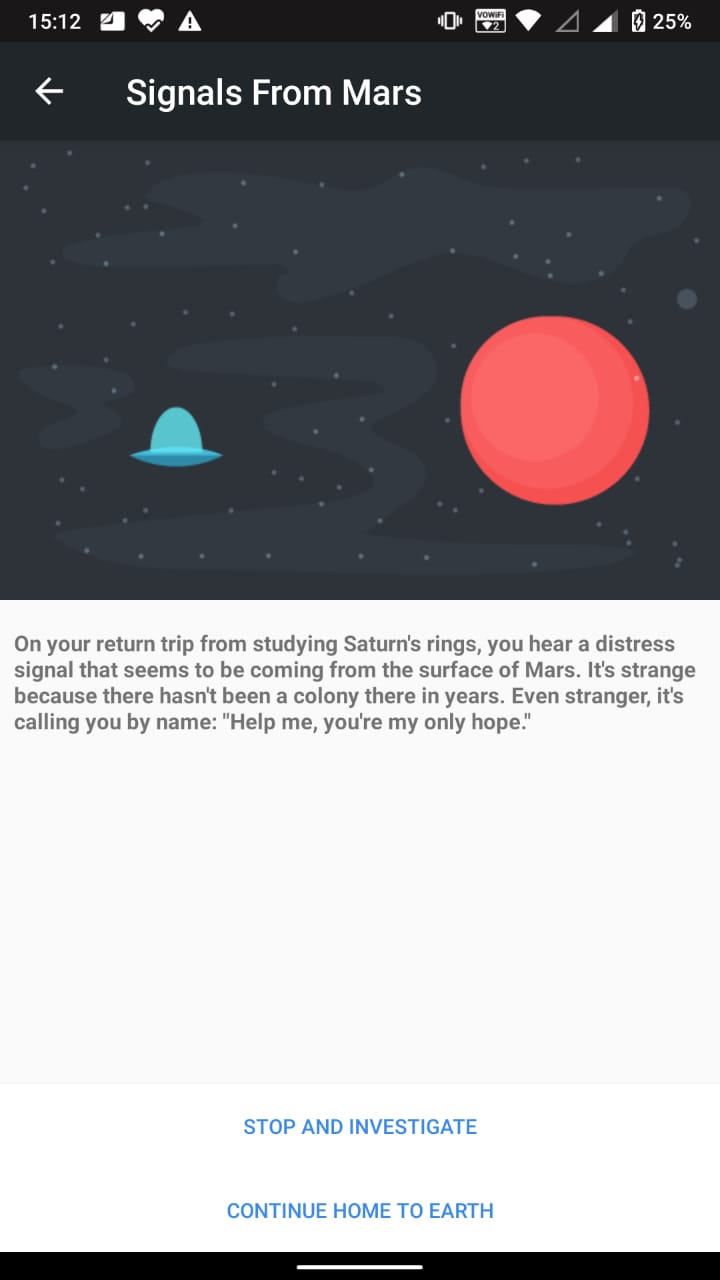 15:12
VOWIFI
2
25%
Signals From Mars
On your return trip from studying Saturn's rings, you hear a distress
signal that seems to be coming from the surface of Mars. It's strange
because there hasn't been a colony there in years. Even stranger, it's
calling you by name: "Help me, you're my only hope."
STOP AND INVESTIGATE
CONTINUE HOME TO EARTH